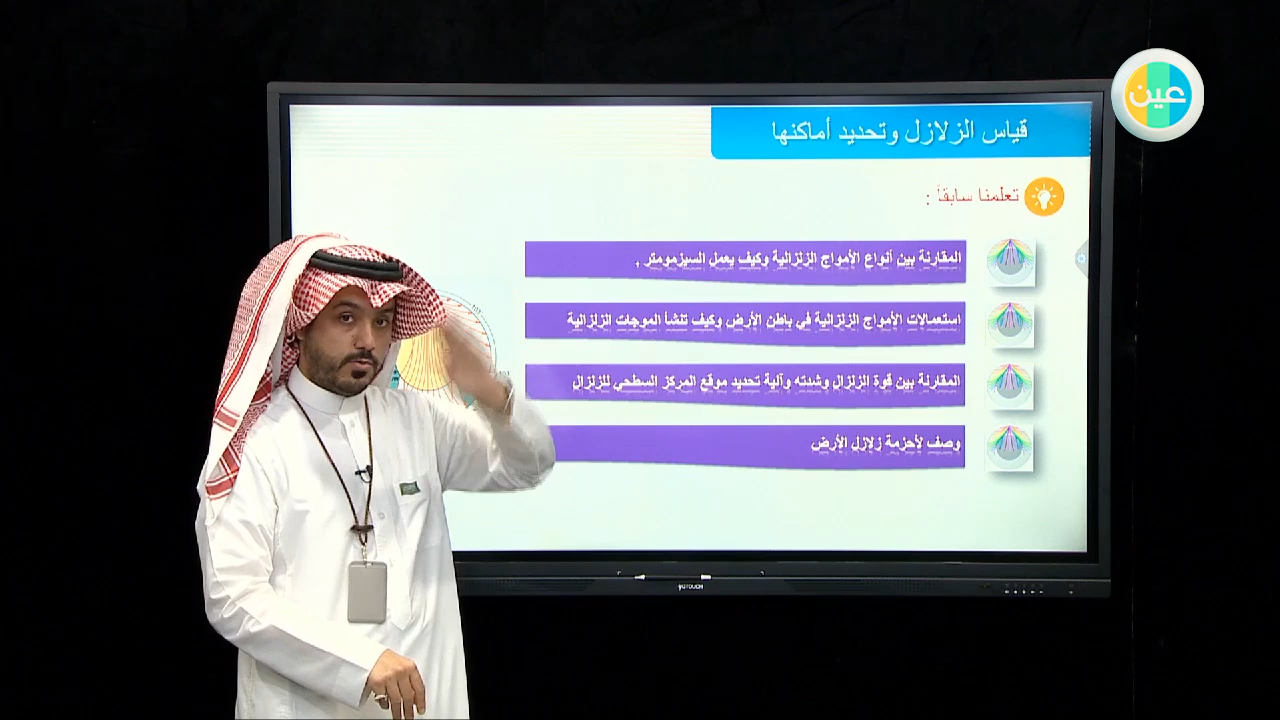 عين
قياس الزلازل وتحديد أماكنها
تعلمنا سابقاً :
المقارنة بين أنواع الأمواج الزلزالية وكيف يعمل السيزمومتر .
استعمالات الأمواج الزلزالية في باطن الأرض وكيف تنشأ الموجات الزلزالية
المقارنة بين قوة الزلزال وشدته وآلية تحديد موقع المركز السطحي للزلزال
وصف لأحزمة زلازل الأرض